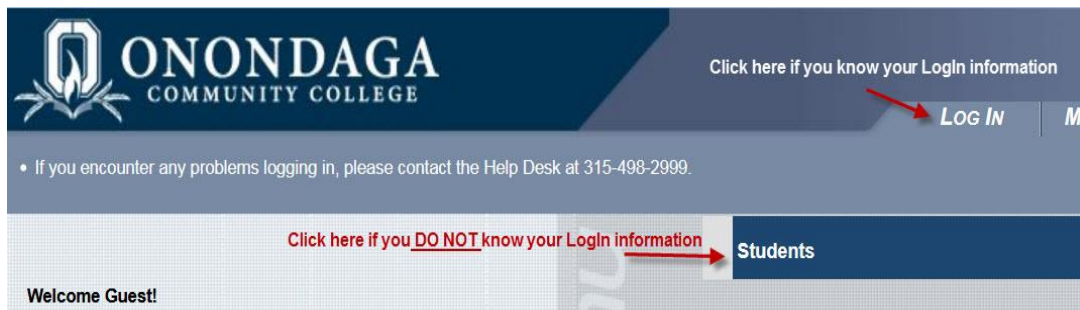 ONONDAGA
COMMUNITY COLLEGE
Click here if you know your LogIn information
LOG IN
M
• If you encounter any problems logging in, please contact the Help Desk at 315-498-2999.
Click here if you DO NOT know your LogIn information
Students
Welcome Guest!